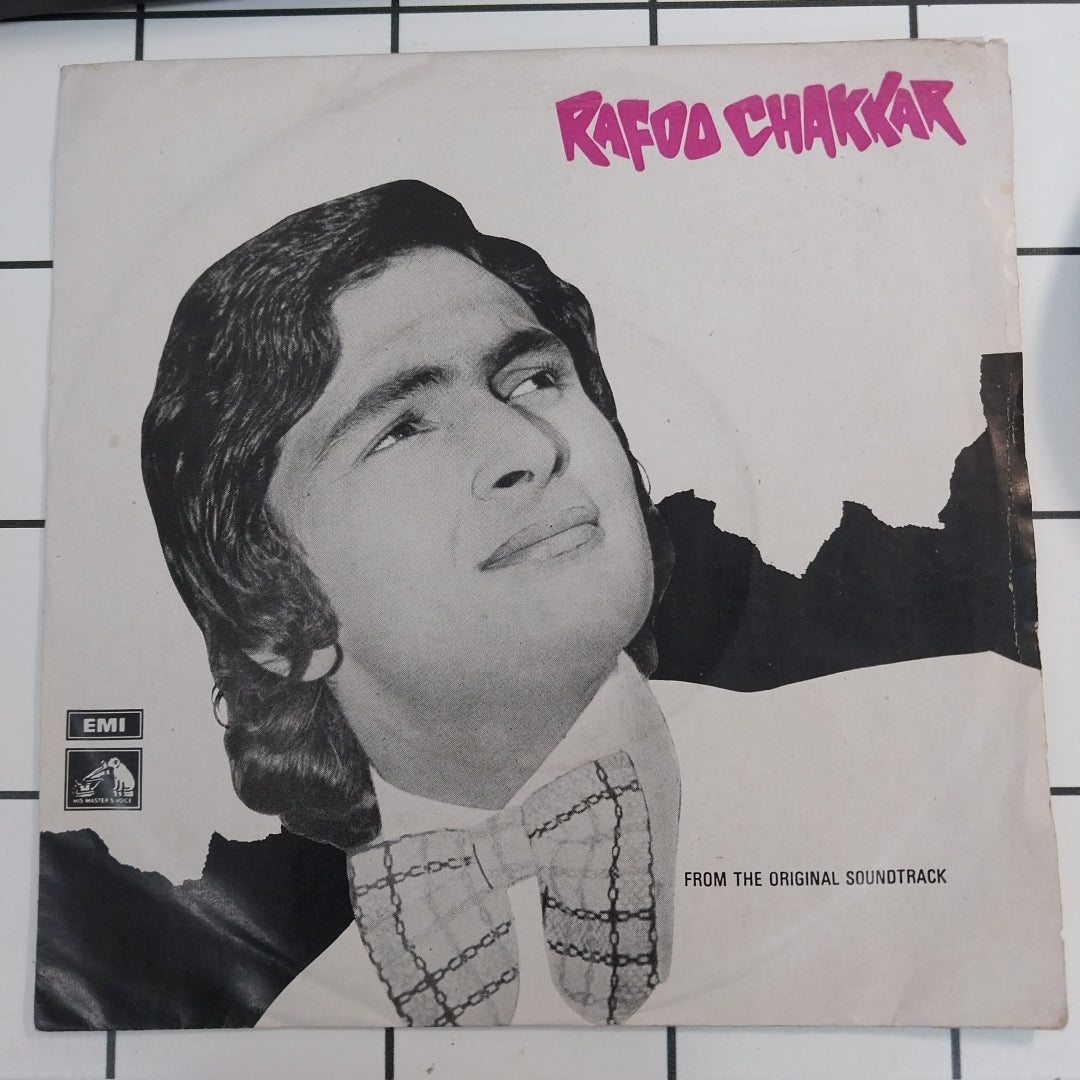 RAFOO CHAKKAR
EMI
HIS MASTER'S VOICE
FROM THE ORIGINAL SOUNDTRACK